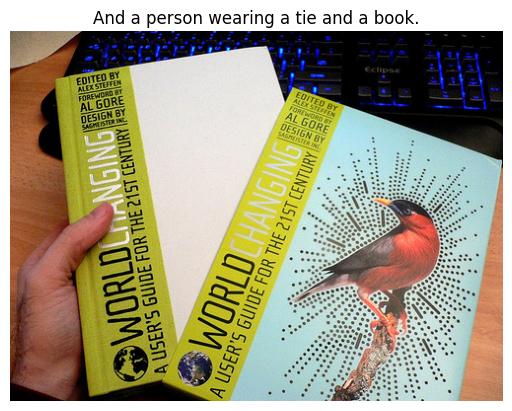 And a person wearing a tie and a book.
Eclipse
EDITED BY
ALEX STEFFEN
FOREWORD BY
AL GORE
DESIGN BY
SAGMEISTER INC.
WORLDCHANGING
A USER'S GUIDE FOR THE 21ST CENTURY
EDITED BY
ALEX STEFFEN
FOREWORD BY
AL GORE
DESIGN BY
SAGMEISTER INC.
WORLDCHANGING
A USER'S GUIDE FOR THE 21ST CENTURY